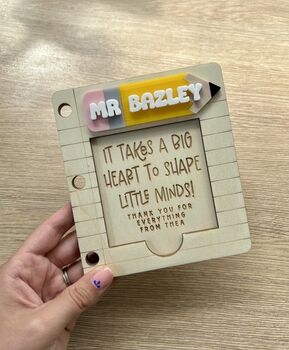 MR BAZLEY
IT TAKES A BIG
HEART TO SHAPE
LITTLE MINDS!
THANK YOU FOR
EVERYTHING
FROM THEA